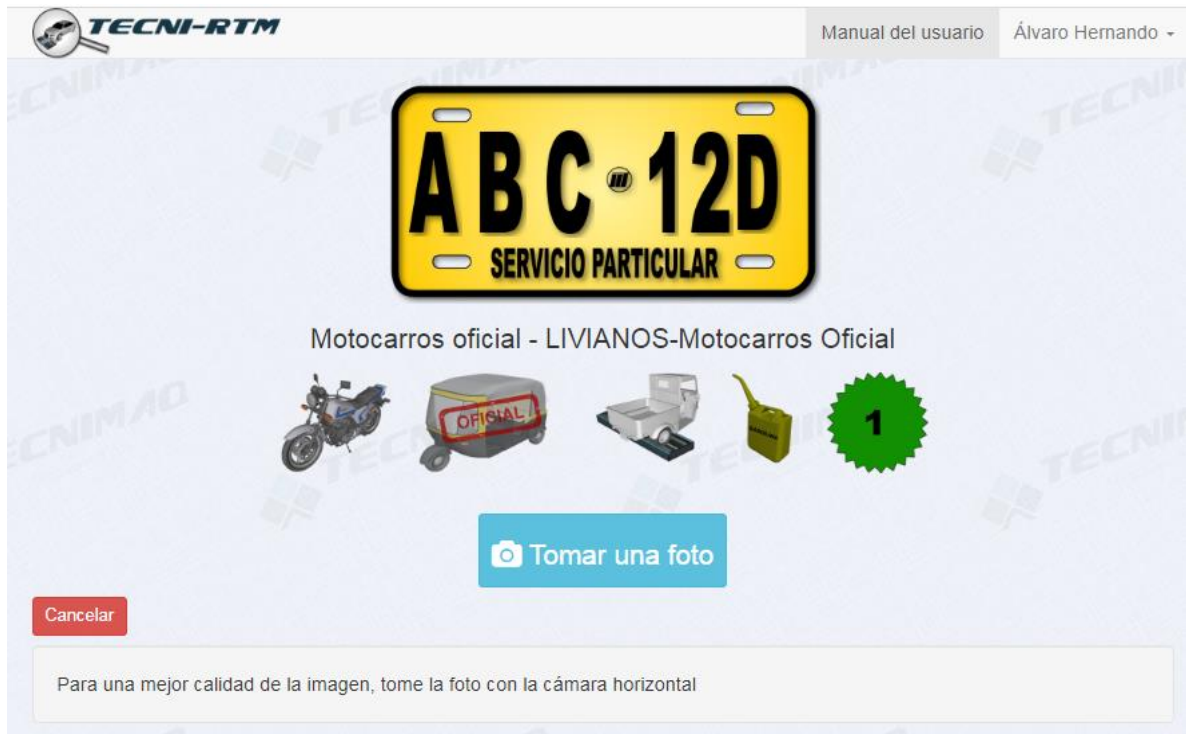 TECNI-RTM
Manual del usuario
Álvaro Hernando
ABC-12D
SERVICIO PARTICULAR
Motocarros oficial - LIVIANOS-Motocarros Oficial
OFICIAL
1
Tomar una foto
Cancelar
Para una mejor calidad de la imagen, tome la foto con la cámara horizontal
TECNIMAQ